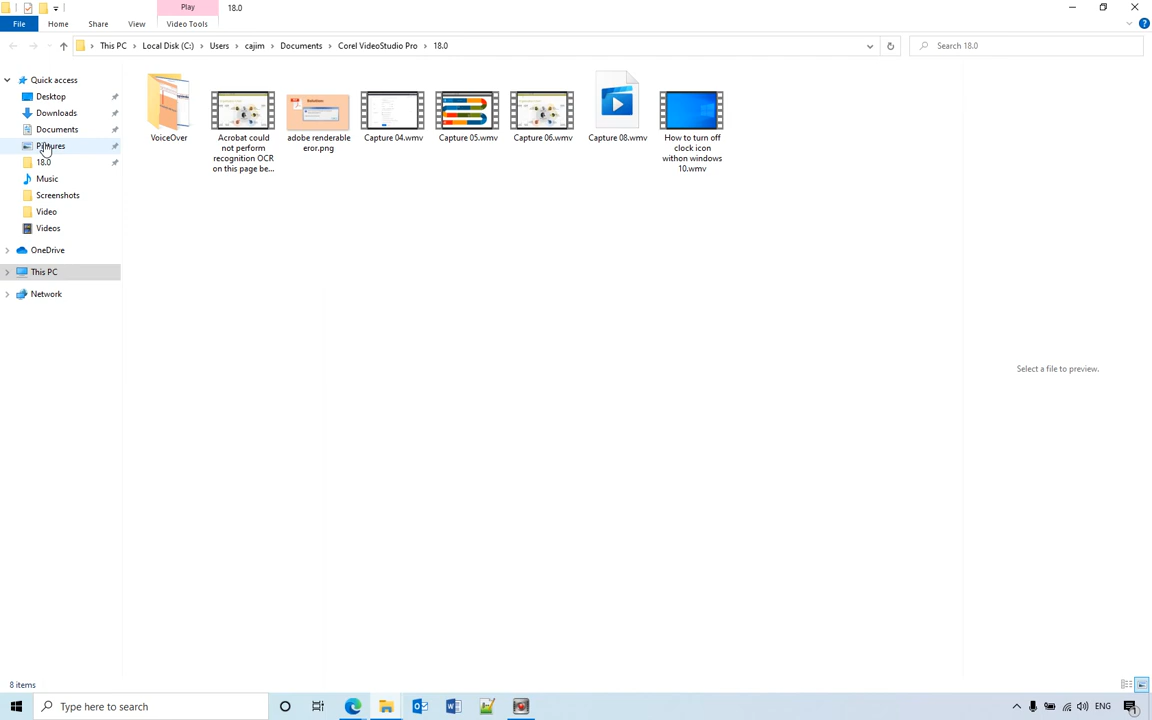 Play
18.0
File
Home
Share
View
Video Tools
This PC
Local Disk (C:)
Users
cajim
Documents
Corel VideoStudio Pro
18.0
Search 18.0
Quick access
Desktop
Downloads
Documents
Pictures
18.0
Music
Screenshots
Video
Videos
OneDrive
This PC
Network
VoiceOver
Acrobat could
not perform
recognition OCR
on this page be...
adobe renderable
eror.png
Capture 04.wmv
Capture 05.wmv
Capture 06.wmv
Capture 08.wmv
How to turn off
clock icon
withon windows
10.wmv
Select a file to preview.
8 items
Type here to search
ENG